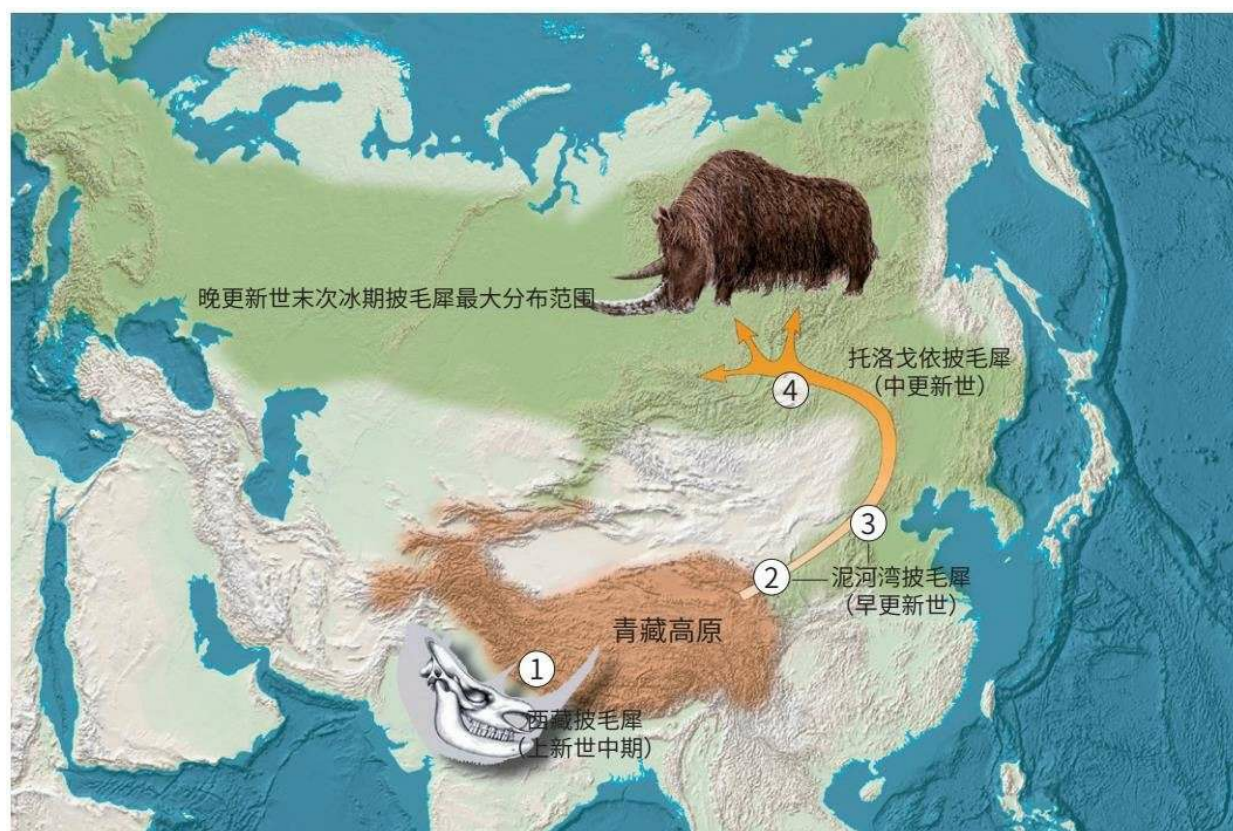 晚更新世末次冰期披毛犀最大分布范围
托洛戈依披毛犀
（中更新世）
4
3
2
泥河湾披毛犀
（早更新世）
青藏高原
1
西藏披毛犀
（上新世中期）